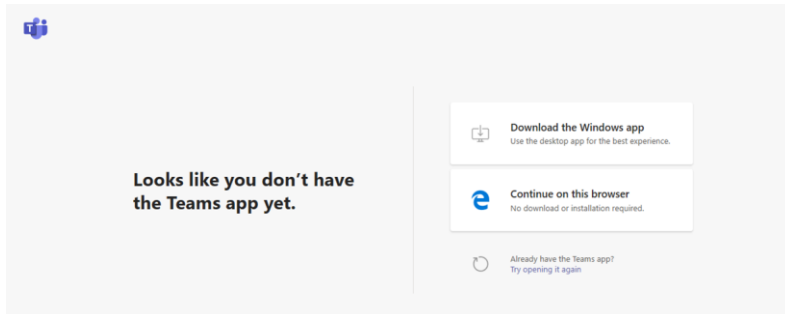 Looks like you don't have
the Teams app yet.
Download the Windows app
Use the desktop app for the best experience.
Continue on this browser
No download or installation required.
Already have the Teams app?
Try opening it again